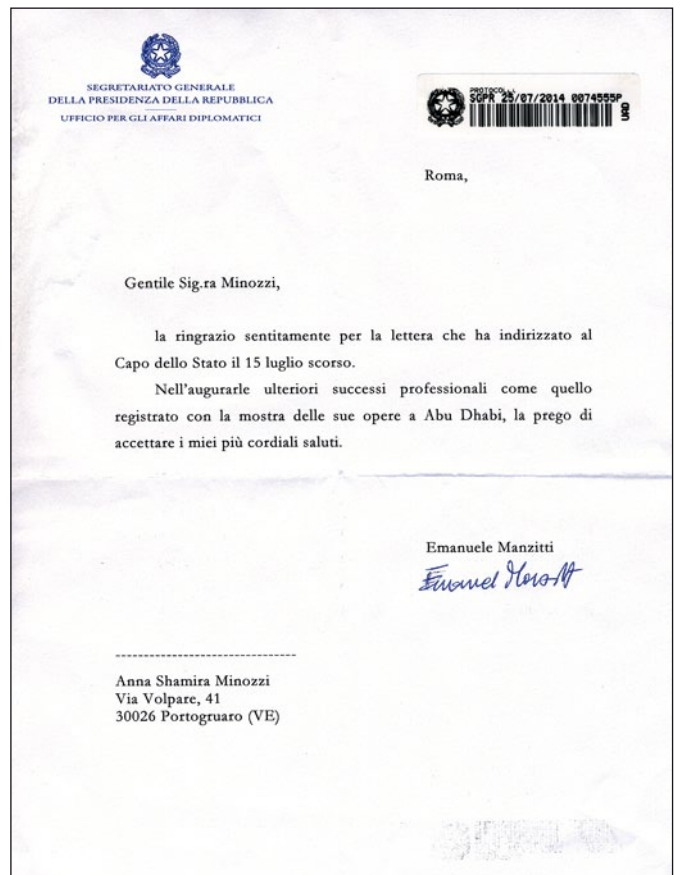 SEGRETARIATO GENERALE
DELLA PRESIDENZA DELLA REPUBBLICA
UFFICIO PER GLI AFFARI DIPLOMATICI
SGPR 25/07/2014 0074555P
UAD
Roma,
Gentile Sig.ra Minozzi,
la ringrazio sentitamente per la lettera che ha indirizzato al
Capo dello Stato il 15 luglio scorso.
Nell'augurarle ulteriori successi professionali come quello
registrato con la mostra delle sue opere a Abu Dhabi, la prego di
accettare i miei più cordiali saluti.
Emanuele Manzitti
-------------------------------
Anna Shamira Minozzi
Via Volpare, 41
30026 Portogruaro (VE)